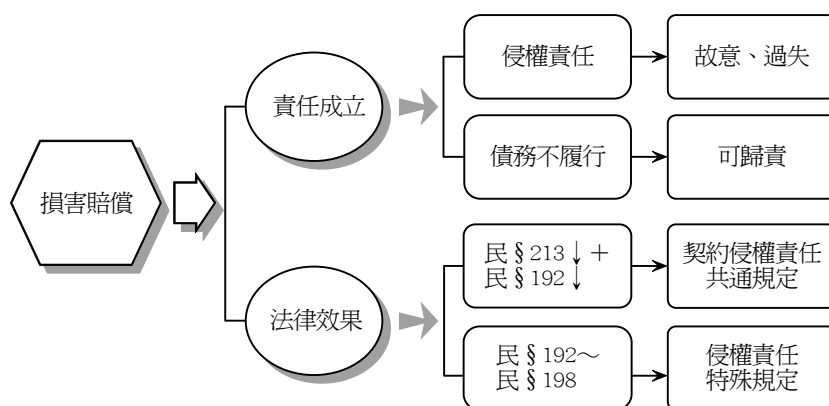 損害賠償
責任成立
侵權責任
故意、過失
債務不履行
可歸責
法律效果
民§213↓+
民§192↓
契約侵權責任
共通規定
民§192~
民§198
侵權責任
特殊規定